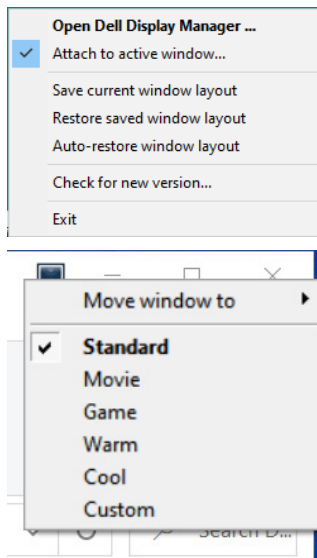 Open Dell Display Manager ...
Attach to active window...
Save current window layout
Restore saved window layout
Auto-restore window layout
Check for new version...
Exit
Move window to
Standard
Movie
Game
Warm
Cool
Custom
Search D...